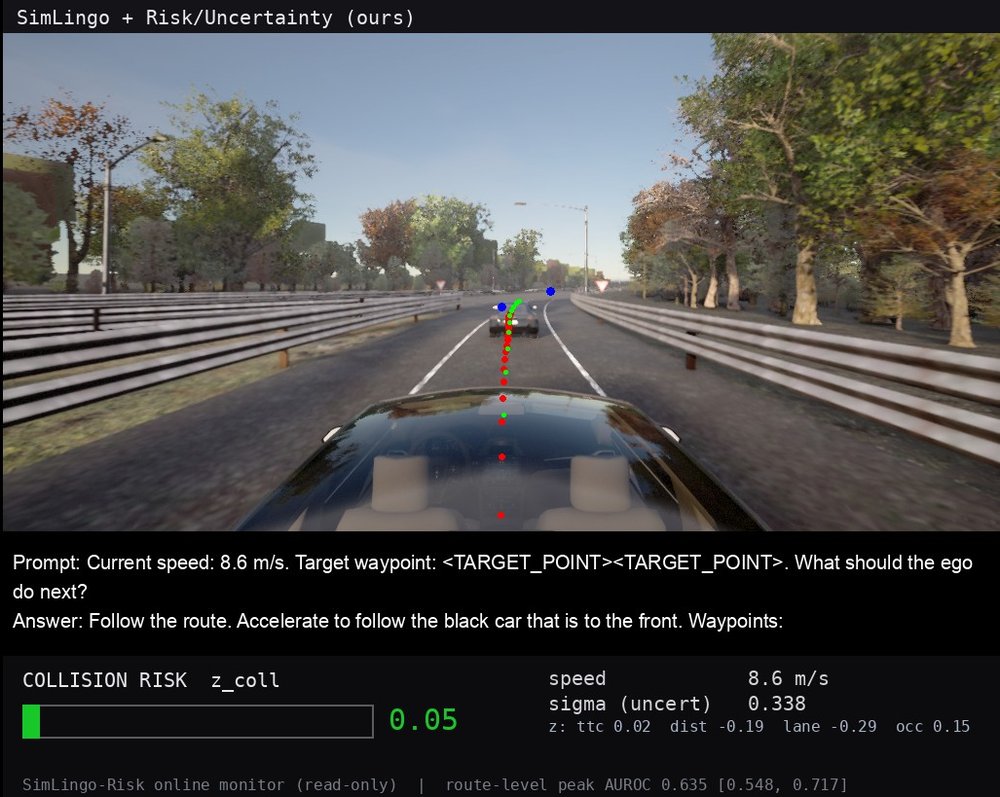 SimLingo + Risk/Uncertainty (ours)
Prompt: Current speed: 8.6 m/s. Target waypoint: <TARGET_POINT><TARGET_POINT>. What should the ego
do next?
Answer: Follow the route. Accelerate to follow the black car that is to the front. Waypoints:
COLLISION RISK z_coll
0.05
speed 8.6 m/s
sigma (uncert) 0.338
z: ttc 0.02 dist -0.19 lane -0.29 occ 0.15
SimLingo-Risk online monitor (read-only) | route-level peak AUROC 0.635 [0.548, 0.717]